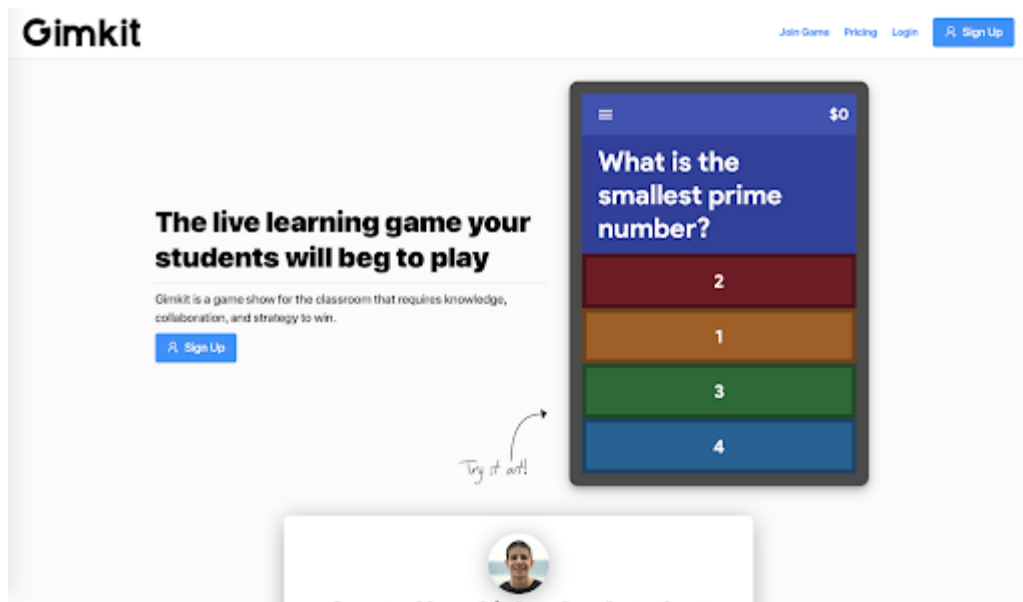 Gimkit
Join Game Pricing Login Sign Up
$0
What is the
smallest prime
number?
The live learning game your
students will beg to play
Gimkit is a game show for the classroom that requires knowledge,
collaboration, and strategy to win.
Sign Up
2
1
3
4
Try it out!